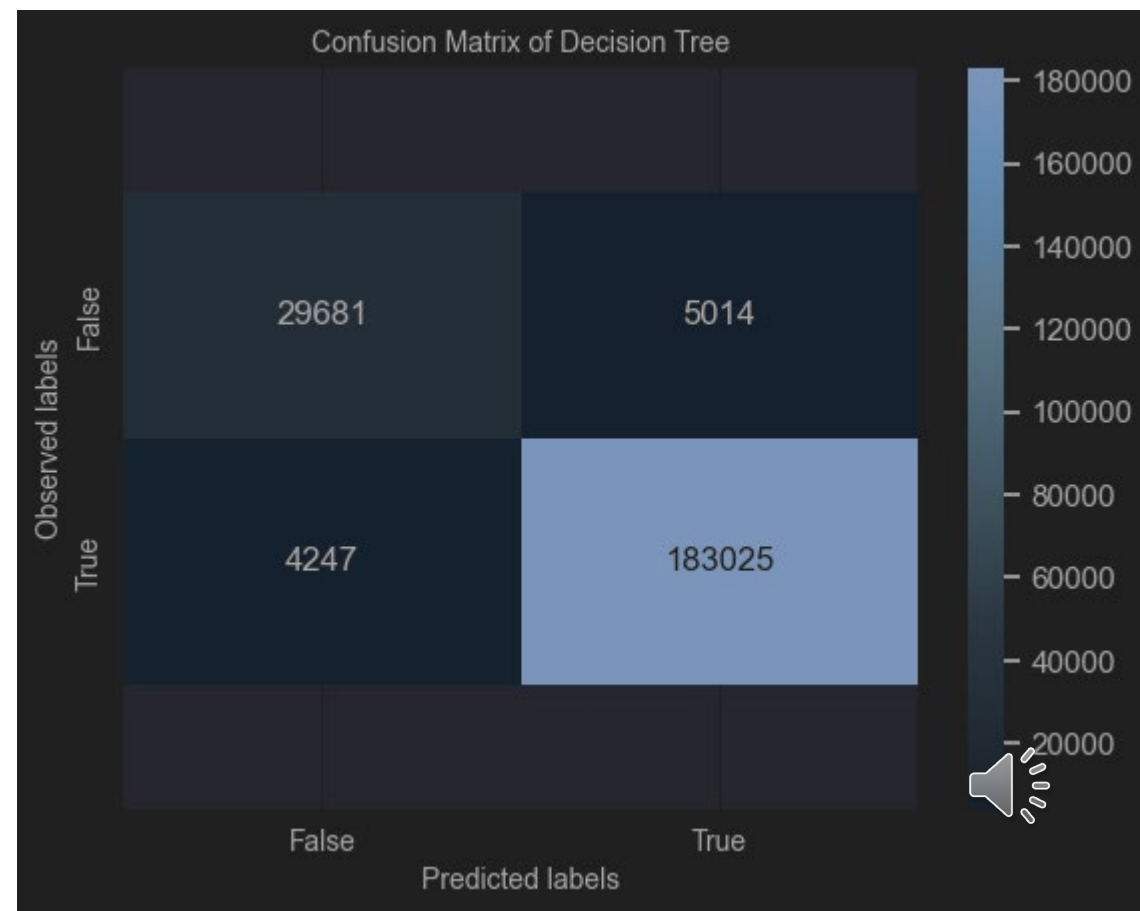 Confusion Matrix of Decision Tree
180000
160000
140000
120000
100000
80000
60000
40000
20000
Observed labels
False
True
29681 5014
4247 183025
False True
Predicted labels